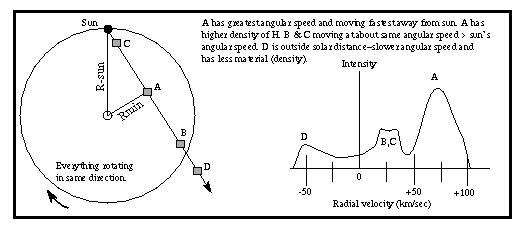 Sun
A has greatest angular speed and moving fastest away from sun. A has
higher density of H. B & C moving at about same angular speed > sun's
angular speed. D is outside solar distance–slower angular speed and
has less material (density).
C
R-sun
A
Rmin
B
D
Everything rotating
in same direction.
Intensity
A
D
B,C
-50
0
+50
+100
Radial velocity (km/sec)